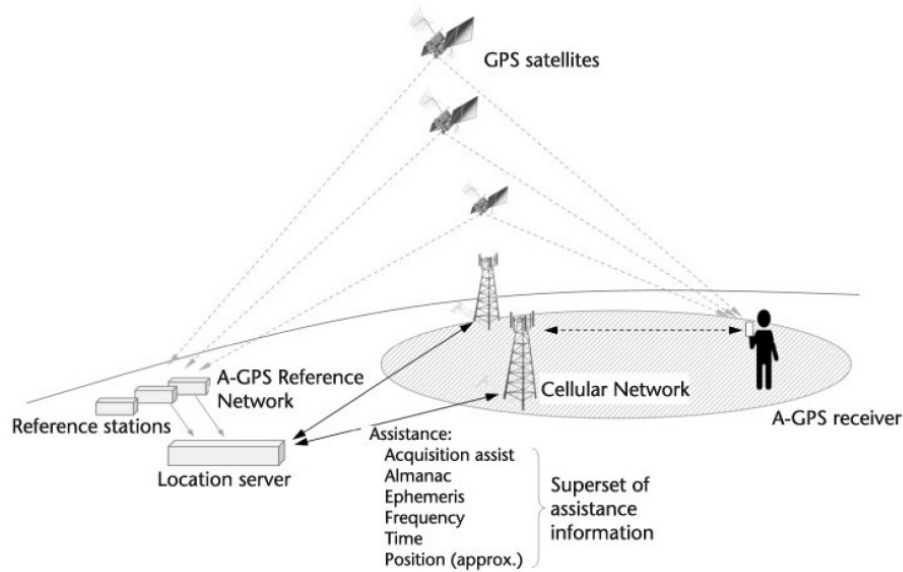 GPS satellites
A-GPS Reference
Network
Reference stations
Location server
Cellular Network
A-GPS receiver
Assistance:
Acquisition assist
Almanac
Ephemeris
Frequency
Time
Position (approx.)
Superset of
assistance
information